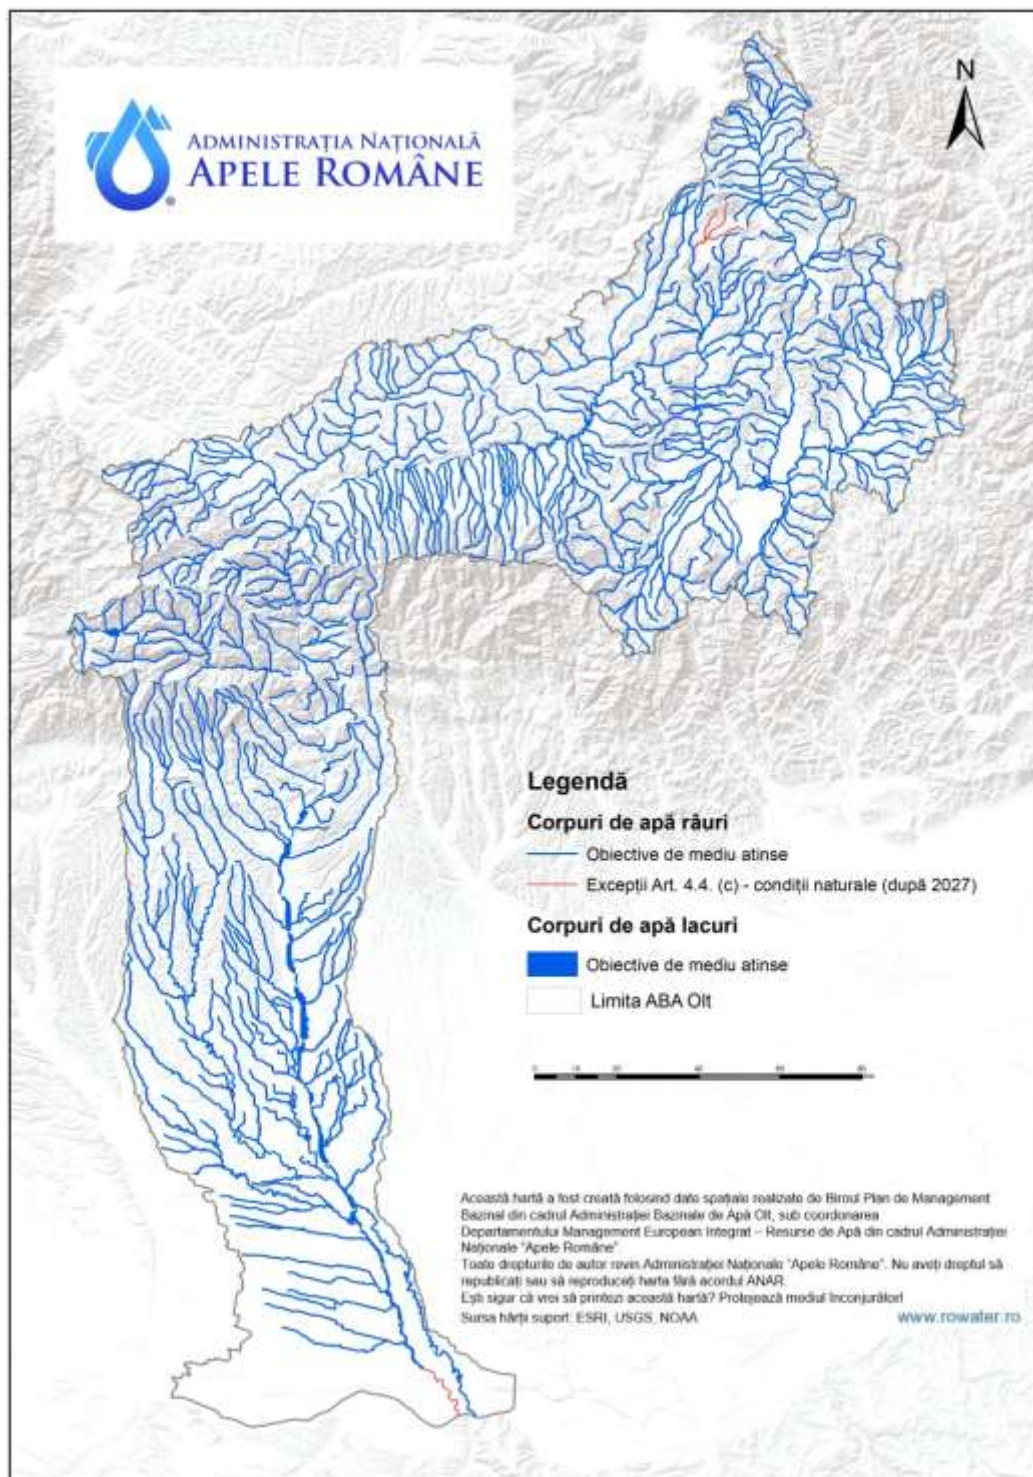 ADMINISTRAȚIA NAȚIONALĂ
APELE ROMÂNE
N
Legendă
Corpuri de apă râuri
Obiective de mediu atinse
Excepții Art. 4.4. (c) - condiții naturale (după 2027)
Corpuri de apă lacuri
Obiective de mediu atinse
Limita ABA Olt
Această hartă a fost creată folosind date spațiale realizate de Biroul Plan de Management
Bazinal din cadrul Administrației Bazinale de Apă Olt, sub coordonarea
Departamentului Management European Integrat – Resurse de Apă din cadrul Administrației
Naționale "Apele Române"
Toate drepturile de autor revin Administrației Naționale "Apele Române". Nu aveți dreptul să
republicați sau să reproduceți harta fără acordul ANAR.
Ești sigur că vrei să printezi această hartă? Protejează mediul înconjurător!
Sursa hărții suport: ESRI, USGS, NOAA
www.rowater.ro